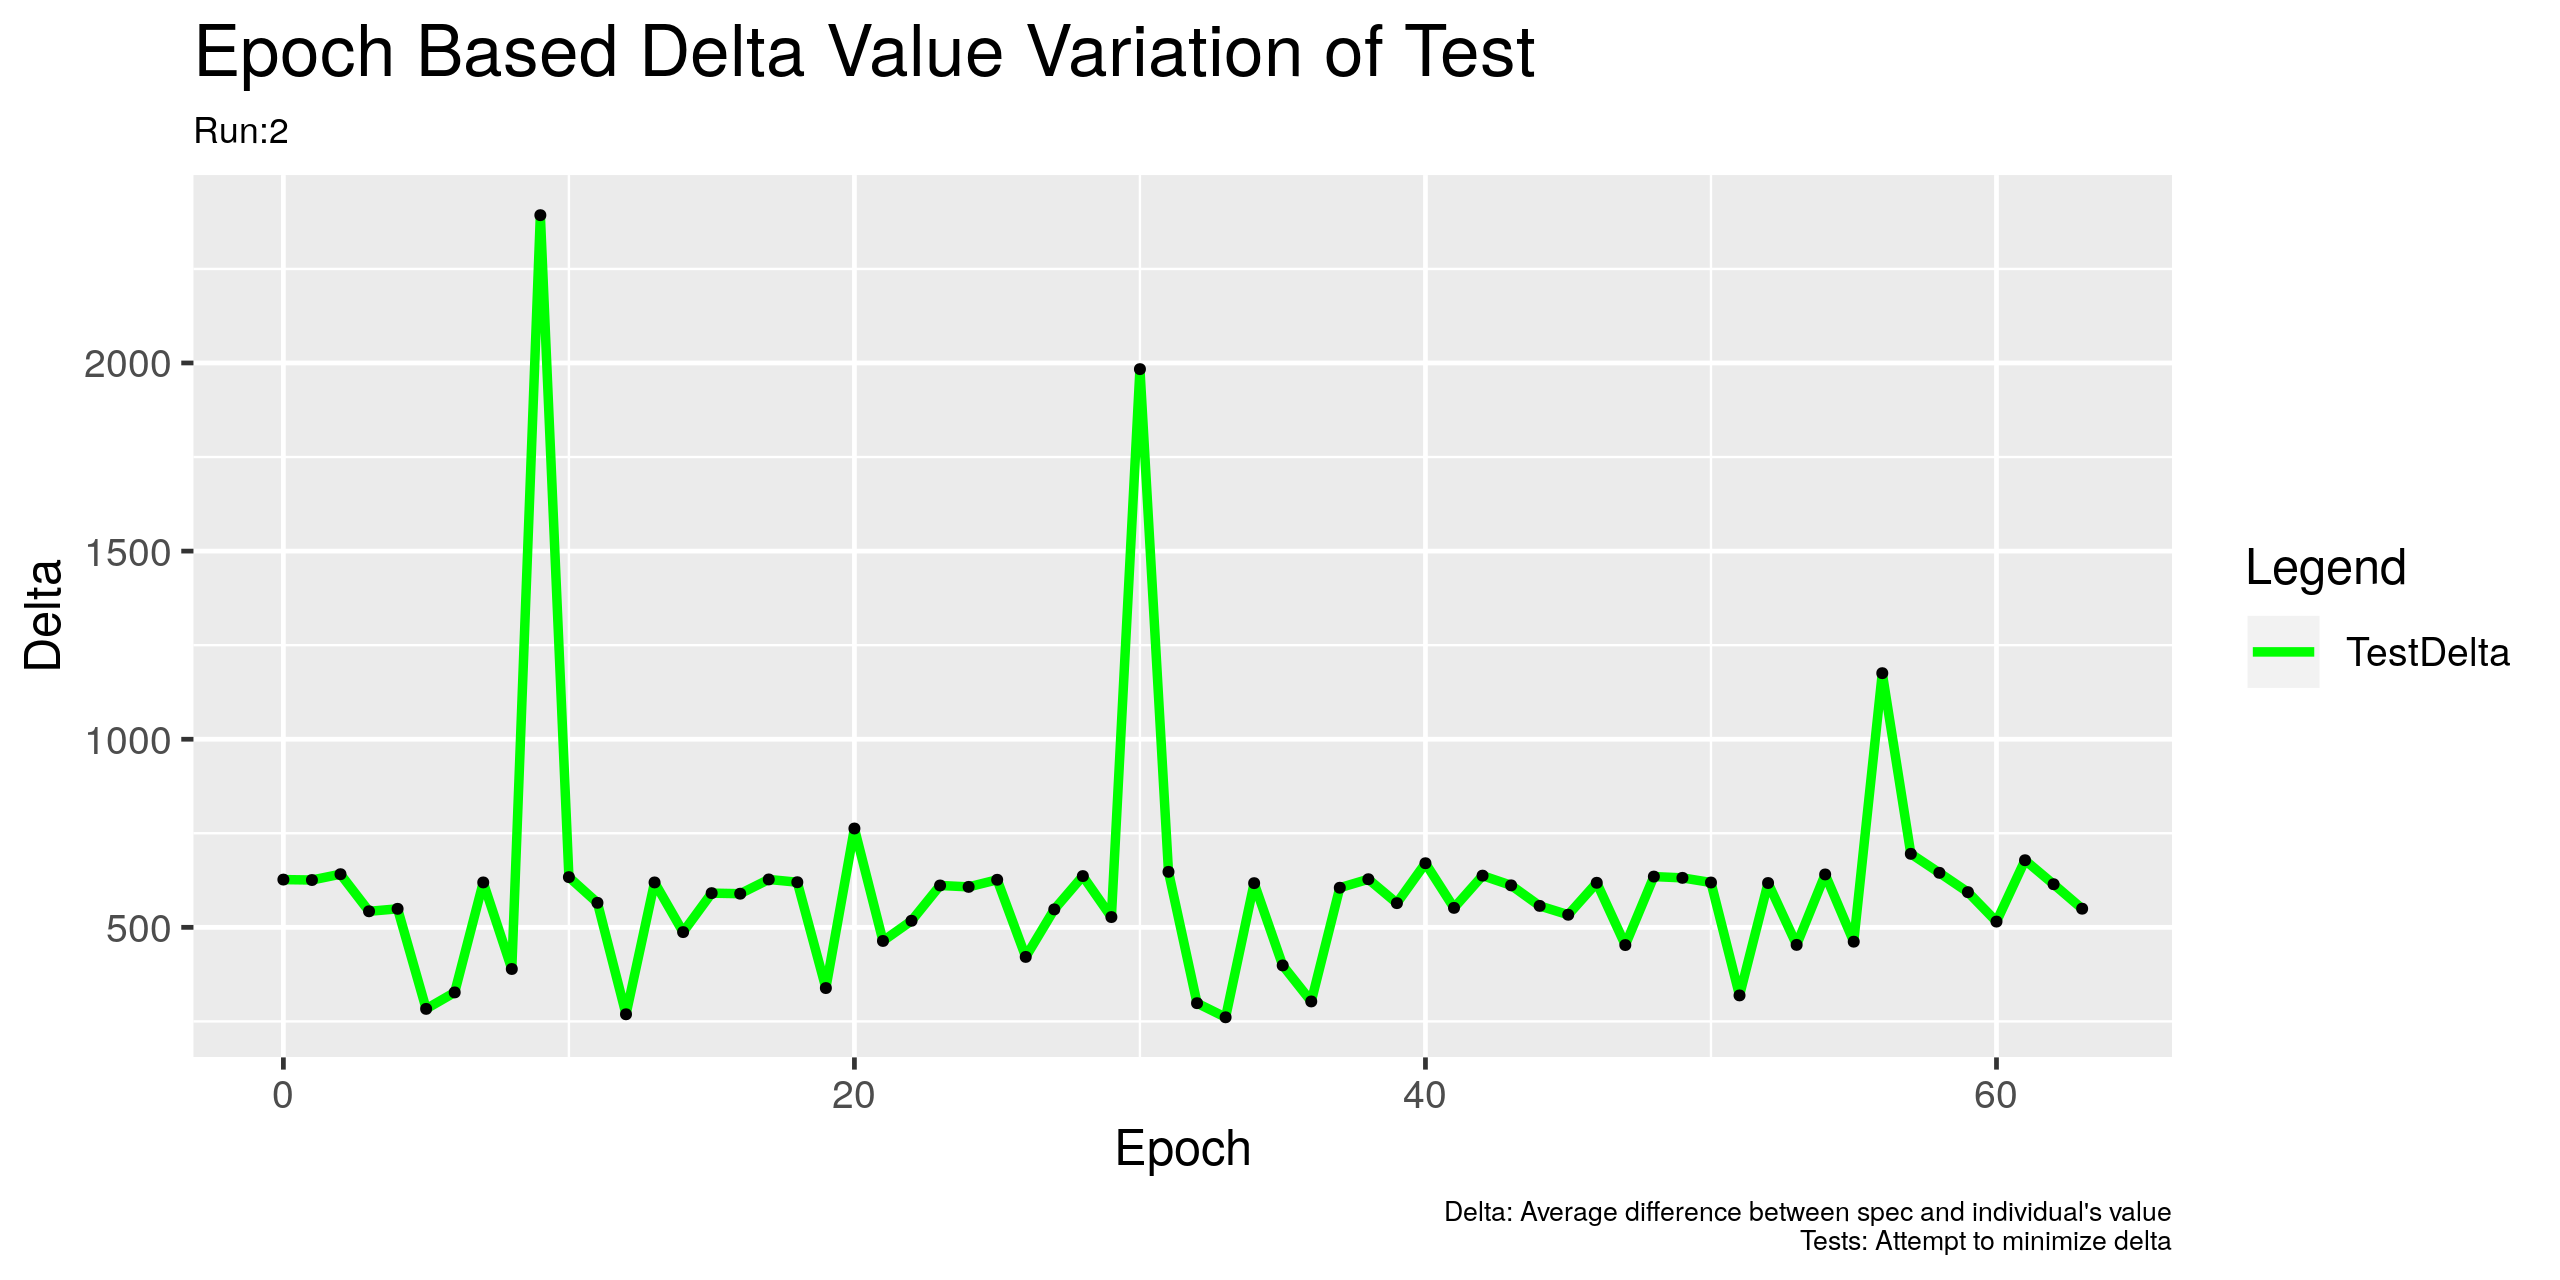 Epoch Based Delta Value Variation of Test
Run:2
Delta
2000
1500
1000
500
0
20
40
60
Epoch
Legend
TestDelta
Delta: Average difference between spec and individual's value
Tests: Attempt to minimize delta